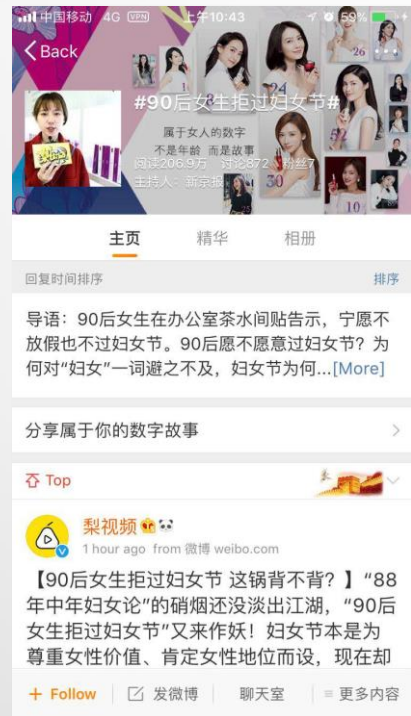 中国移动 4G VPN 上午10:43 59%
Back
26
24
#90后女生拒过妇女节#
属于女人的数字
不是年龄 而是故事
52
阅读206.9万 讨论872 粉丝7
主持人：新京报
30
10
主页 精华 相册
回复时间排序 排序
导语：90后女生在办公室茶水间贴告示，宁愿不
放假也不过妇女节。90后愿不愿意过妇女节？为
何对“妇女”一词避之不及，妇女节为何...[More]
分享属于你的数字故事
Top
梨视频
1 hour ago from 微博 weibo.com
【90后女生拒过妇女节 这锅背不背？】“88
年中年妇女论”的硝烟还没淡出江湖，“90后
女生拒过妇女节”又来作妖！妇女节本是为
尊重女性价值、肯定女性地位而设，现在却
+ Follow 发微博 聊天室 更多内容